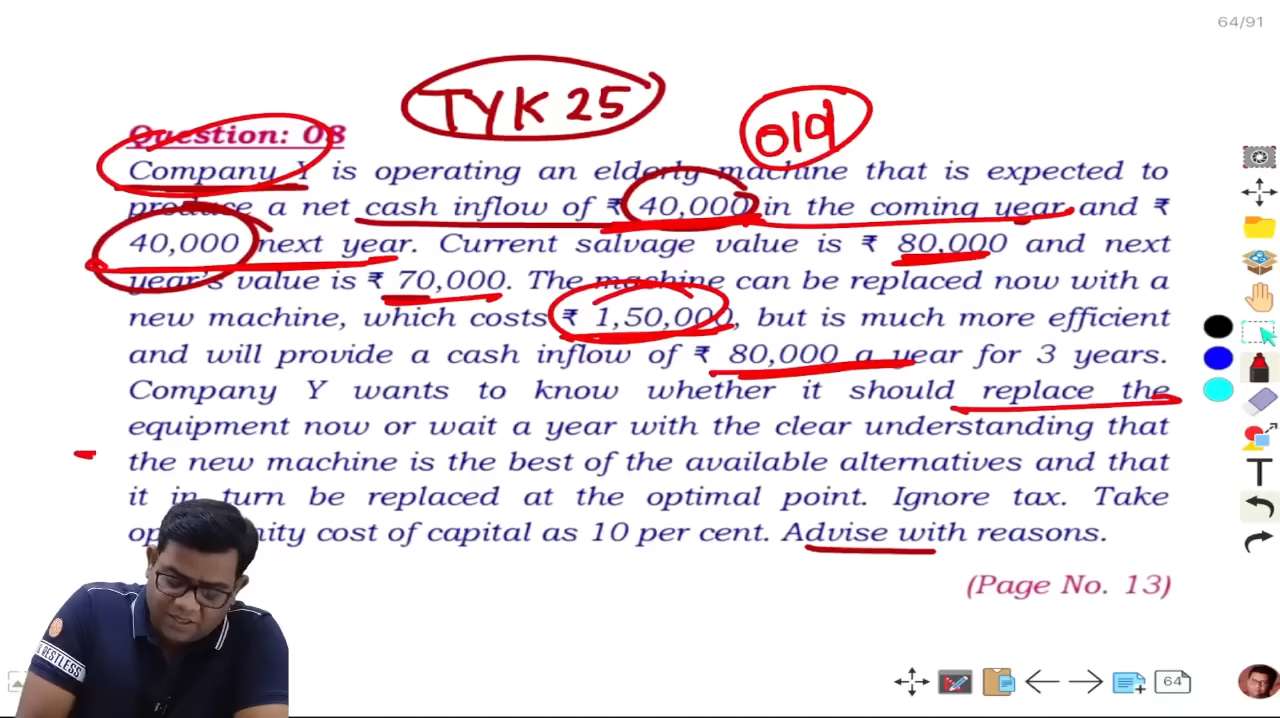 64/91
TYK 25
old
Question: 08
Company Y is operating an elderly machine that is expected to
produce a net cash inflow of ₹ 40,000 in the coming year and ₹
40,000 next year. Current salvage value is ₹ 80,000 and next
year's value is ₹ 70,000. The machine can be replaced now with a
new machine, which costs ₹ 1,50,000, but is much more efficient
and will provide a cash inflow of ₹ 80,000 a year for 3 years.
Company Y wants to know whether it should replace the
equipment now or wait a year with the clear understanding that
the new machine is the best of the available alternatives and that
it in turn be replaced at the optimal point. Ignore tax. Take
cost of capital as 10 per cent. Advise with reasons.
(Page No. 13)
RESTLESS
T
64